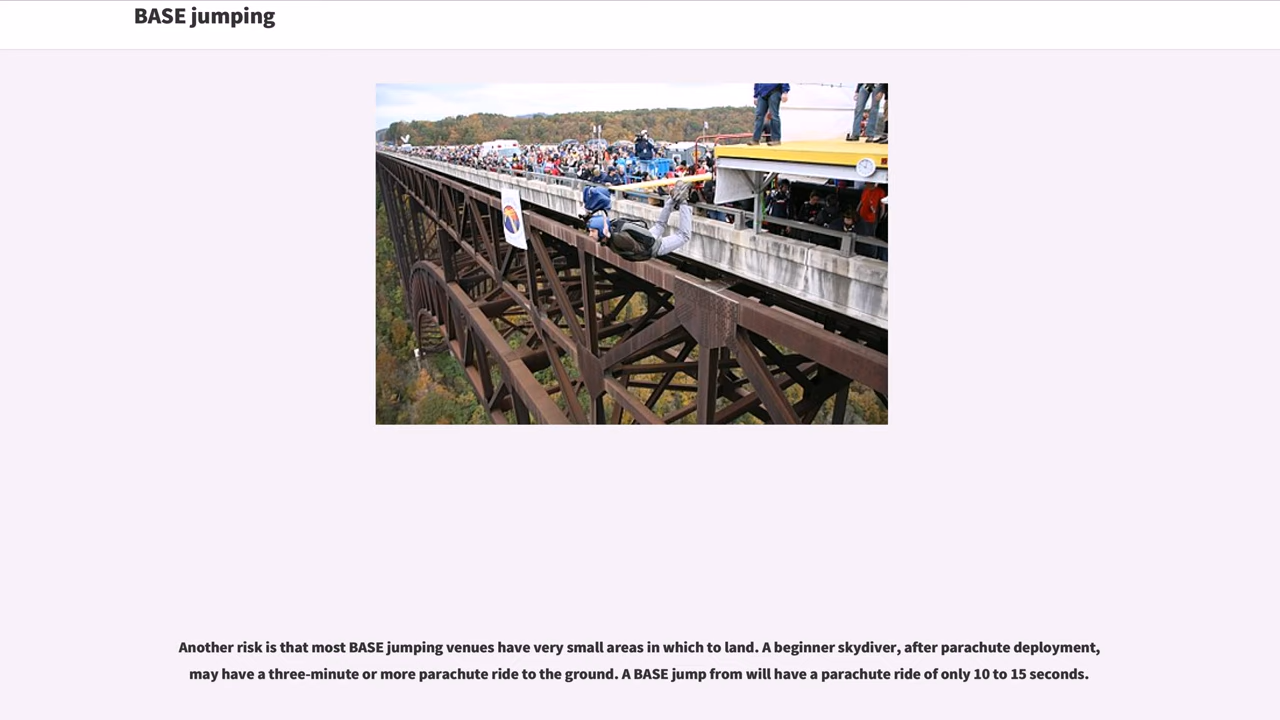 BASE jumping
Another risk is that most BASE jumping venues have very small areas in which to land. A beginner skydiver, after parachute deployment,
may have a three-minute or more parachute ride to the ground. A BASE jump from will have a parachute ride of only 10 to 15 seconds.